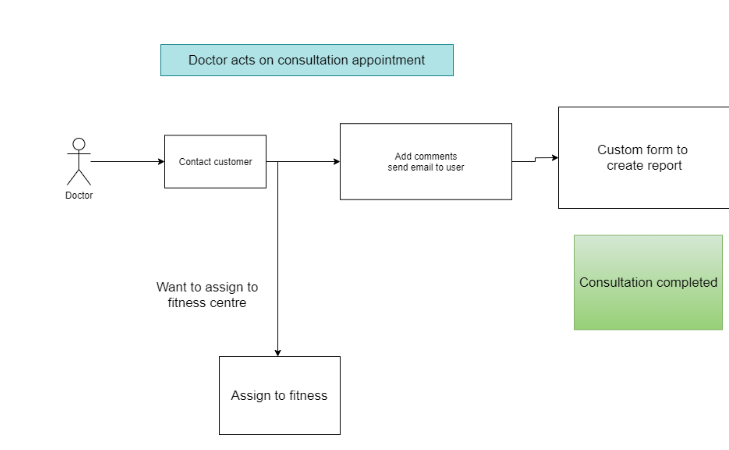 Doctor acts on consultation appointment
Doctor
Contact customer
Add comments
send email to user
Custom form to
create report
Want to assign to
fitness centre
Consultation completed
Assign to fitness